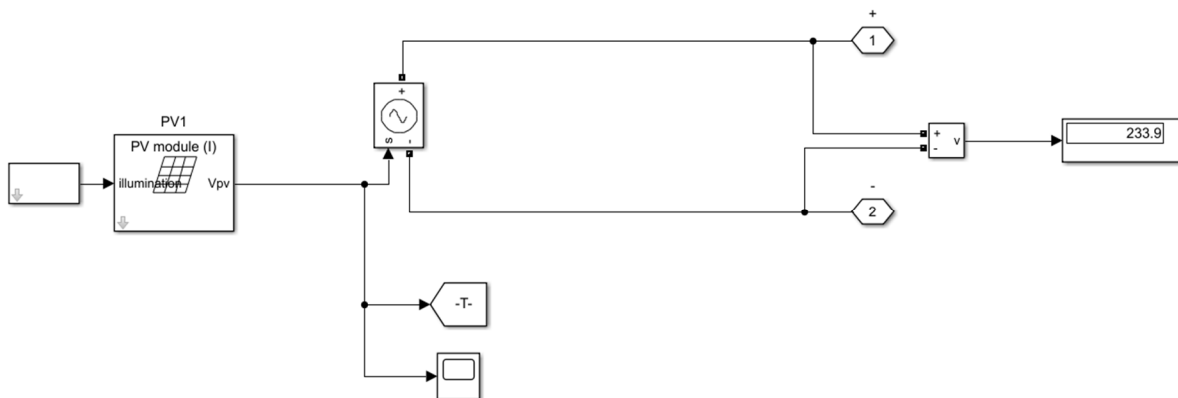 +
1
+
s
-
PV1
PV module (I)
illumination
Vpv
+
-
v
233.9
-
2
-T-